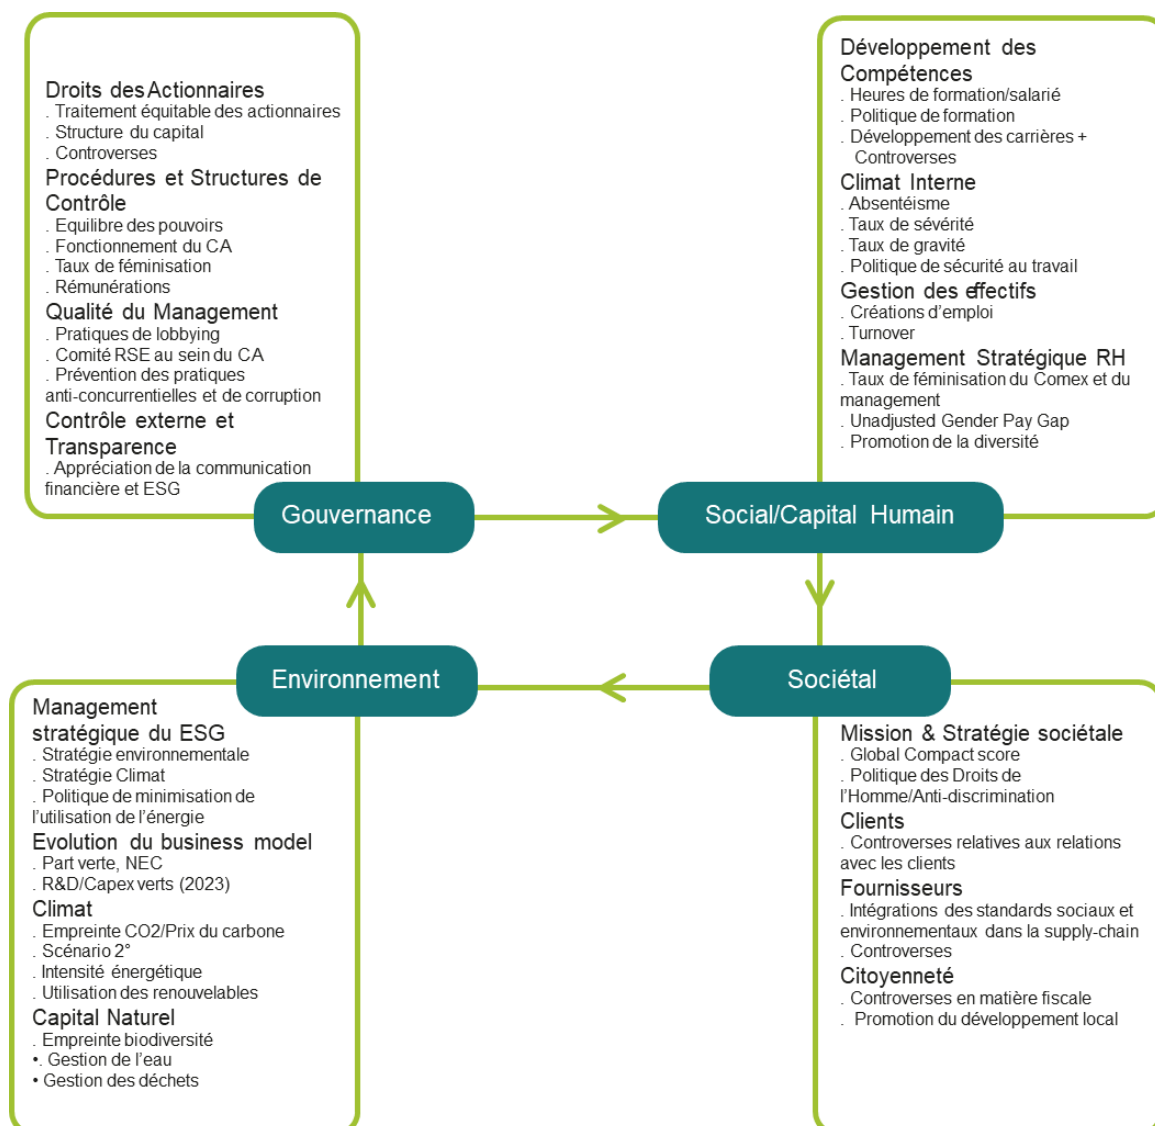 Droits des Actionnaires
. Traitement équitable des actionnaires
. Structure du capital
. Controverses
Procédures et Structures de
Contrôle
. Equilibre des pouvoirs
. Fonctionnement du CA
. Taux de féminisation
. Rémunérations
Qualité du Management
. Pratiques de lobbying
. Comité RSE au sein du CA
. Prévention des pratiques
anti-concurrentielles et de corruption
Contrôle externe et
Transparence
. Appréciation de la communication
financière et ESG
Gouvernance
Développement des
Compétences
. Heures de formation/salarié
. Politique de formation
. Développement des carrières +
Controverses
Climat Interne
. Absentéisme
. Taux de sévérité
. Taux de gravité
. Politique de sécurité au travail
Gestion des effectifs
. Créations d'emploi
. Turnover
Management Stratégique RH
. Taux de féminisation du Comex et du
management
. Unadjusted Gender Pay Gap
. Promotion de la diversité
Social/Capital Humain
Environnement
Management
stratégique du ESG
. Stratégie environnementale
. Stratégie Climat
. Politique de minimisation de
l'utilisation de l'énergie
Evolution du business model
. Part verte, NEC
. R&D/Capex verts (2023)
Climat
. Empreinte CO2/Prix du carbone
. Scénario 2°
. Intensité énergétique
. Utilisation des renouvelables
Capital Naturel
. Empreinte biodiversité
•. Gestion de l'eau
• Gestion des déchets
Sociétal
Mission & Stratégie sociétale
. Global Compact score
. Politique des Droits de
l'Homme/Anti-discrimination
Clients
. Controverses relatives aux relations
avec les clients
Fournisseurs
. Intégrations des standards sociaux et
environnementaux dans la supply-chain
. Controverses
Citoyenneté
. Controverses en matière fiscale
. Promotion du développement local